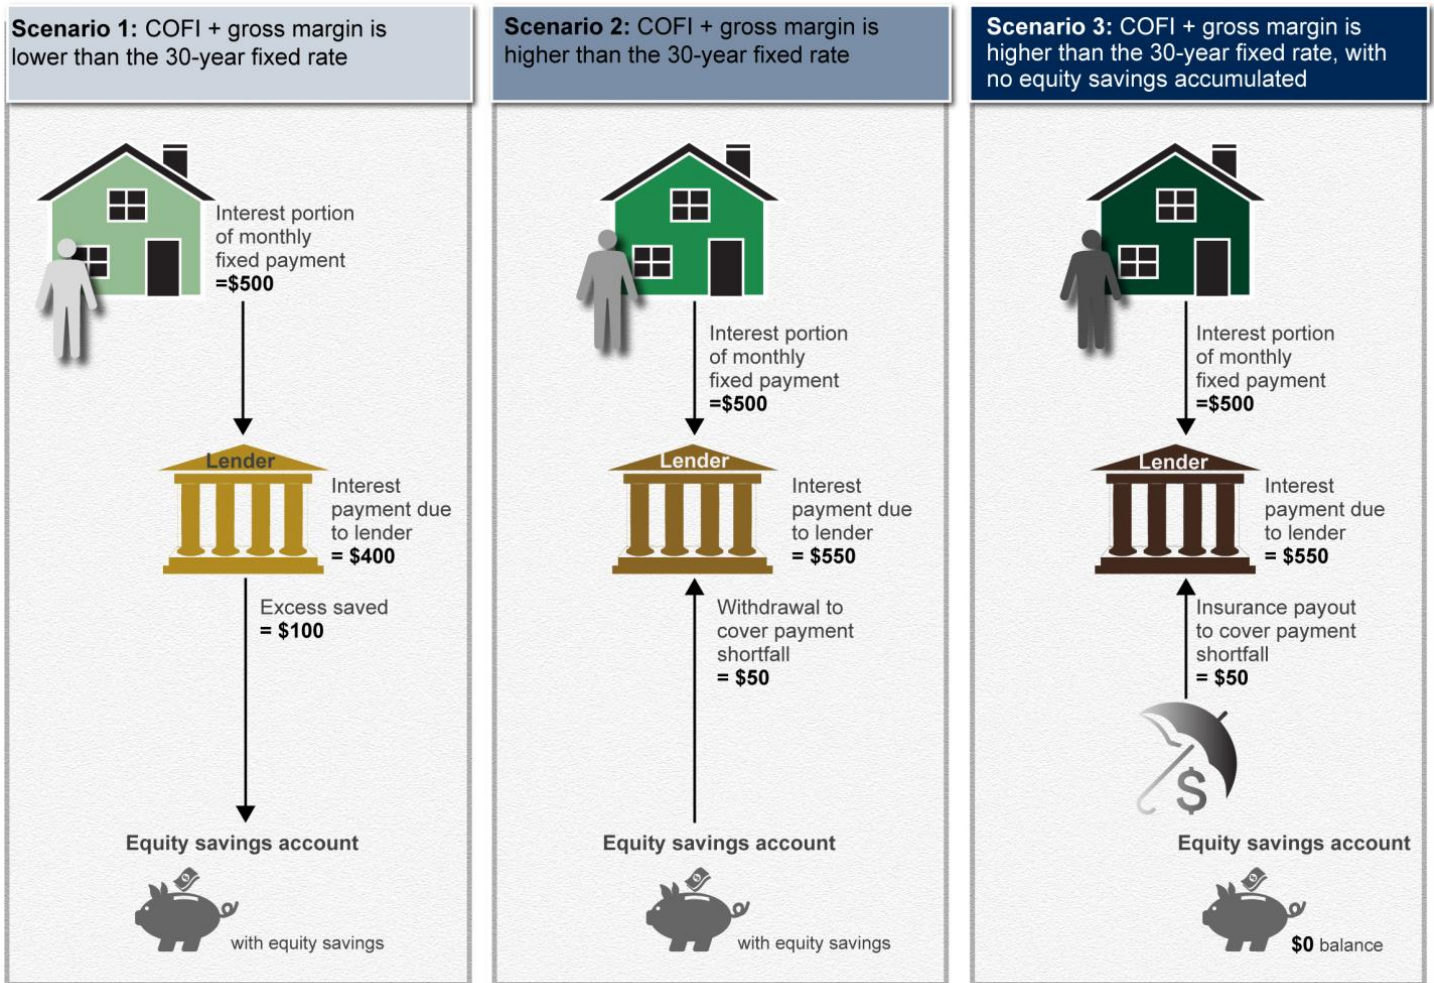 Scenario 1: COFI + gross margin is
lower than the 30-year fixed rate
Interest portion
of monthly
fixed payment
=$500
Lender
Interest
payment due
to lender
= $400
Excess saved
= $100
Equity savings account
with equity savings
Scenario 2: COFI + gross margin is
higher than the 30-year fixed rate
Interest portion
of monthly
fixed payment
=$500
Lender
Interest
payment due
to lender
= $550
Withdrawal to
cover payment
shortfall
= $50
Equity savings account
with equity savings
Scenario 3: COFI + gross margin is
higher than the 30-year fixed rate, with
no equity savings accumulated
Interest portion
of monthly
fixed payment
=$500
Lender
Interest
payment due
to lender
= $550
Insurance payout
to cover payment
shortfall
= $50
$
Equity savings account
$0 balance